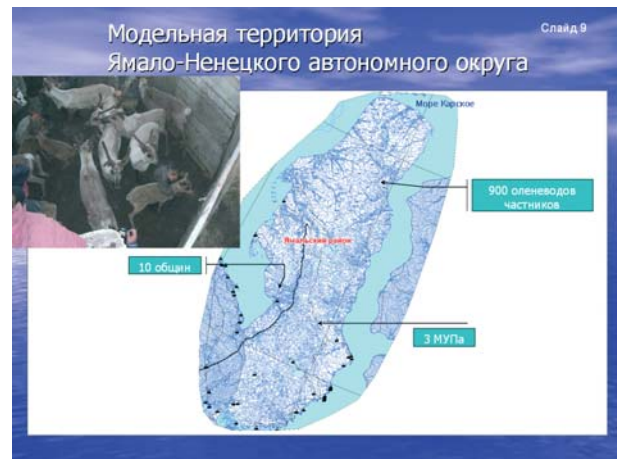 Слайд 9
Модельная территория
Ямало-Ненецкого автономного округа
Море Карское
900 оленеводов
частников
Ямальский район
10 общин
3 МУПа